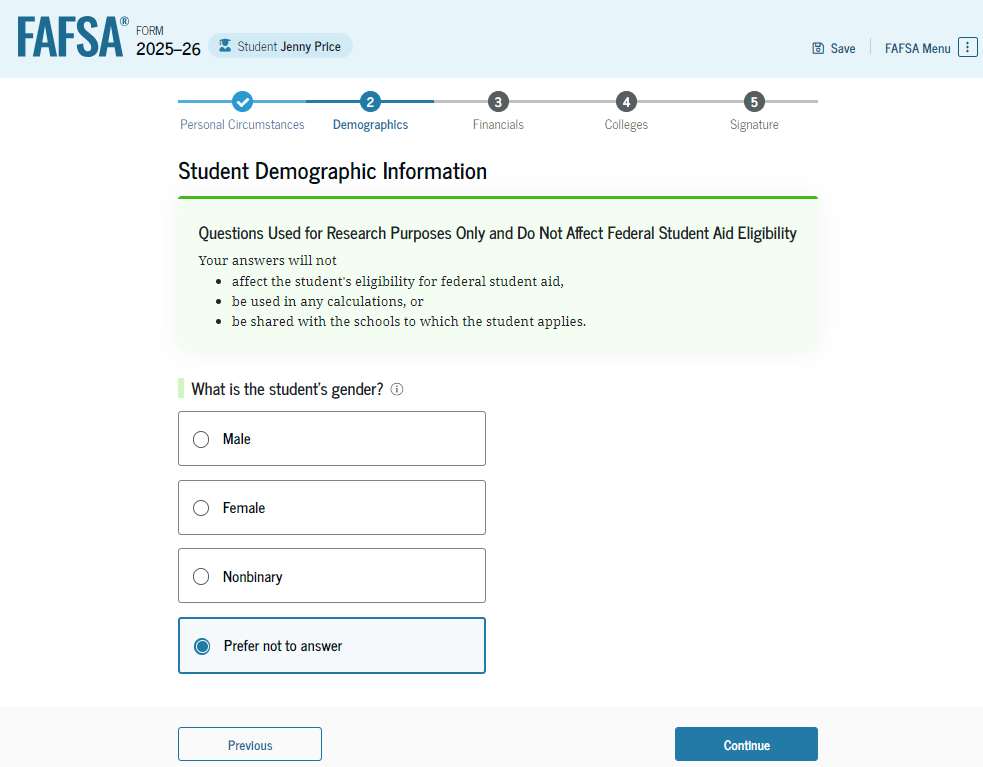 FAFSA® FORM 2025–26 Student Jenny Price Save FAFSA Menu
2 3 4 5
Personal Circumstances Demographics Financials Colleges Signature
Student Demographic Information
Questions Used for Research Purposes Only and Do Not Affect Federal Student Aid Eligibility
Your answers will not
• affect the student's eligibility for federal student aid,
• be used in any calculations, or
• be shared with the schools to which the student applies.
What is the student's gender?
Male
Female
Nonbinary
Prefer not to answer
Previous Continue